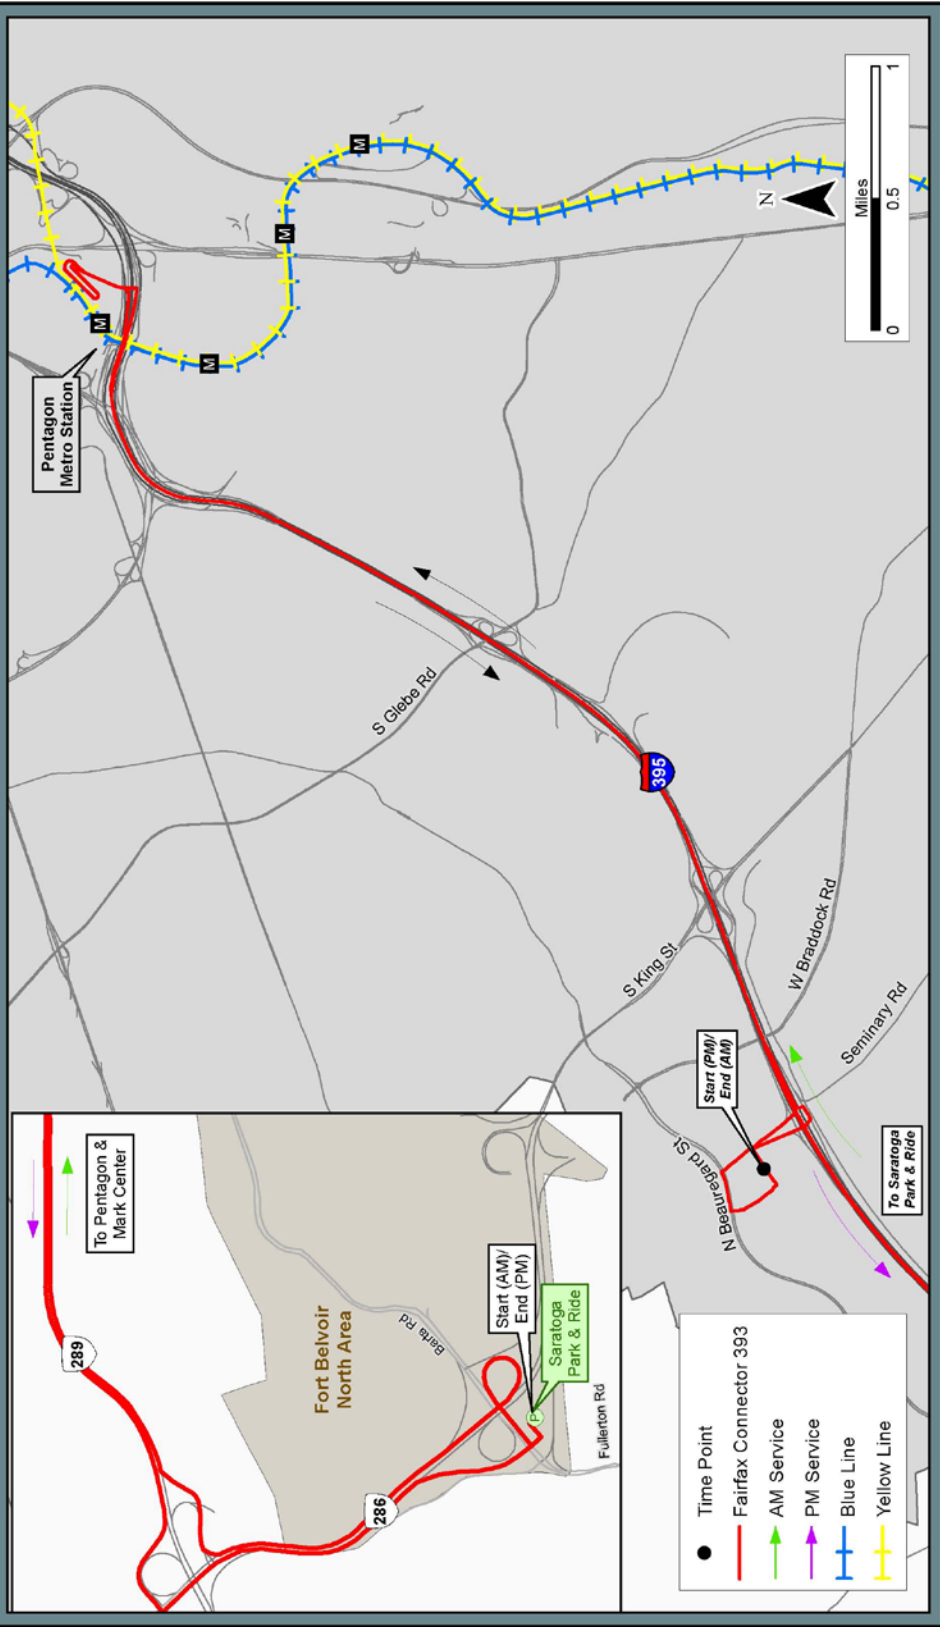 To Pentagon &
Mark Center
289
Fort Belvoir
North Area
Barta Rd
Start (AM)/
End (PM)
Saratoga
Park & Ride
P
Fullerton Rd
286
Pentagon
Metro Station
M
M
M
M
S Glebe Rd
395
S King St
W Braddock Rd
Seminary Rd
N Beauregard St
Start (PM)/
End (AM)
To Saratoga
Park & Ride
N
Miles
0 0.5 1
Time Point
Fairfax Connector 393
AM Service
PM Service
Blue Line
Yellow Line